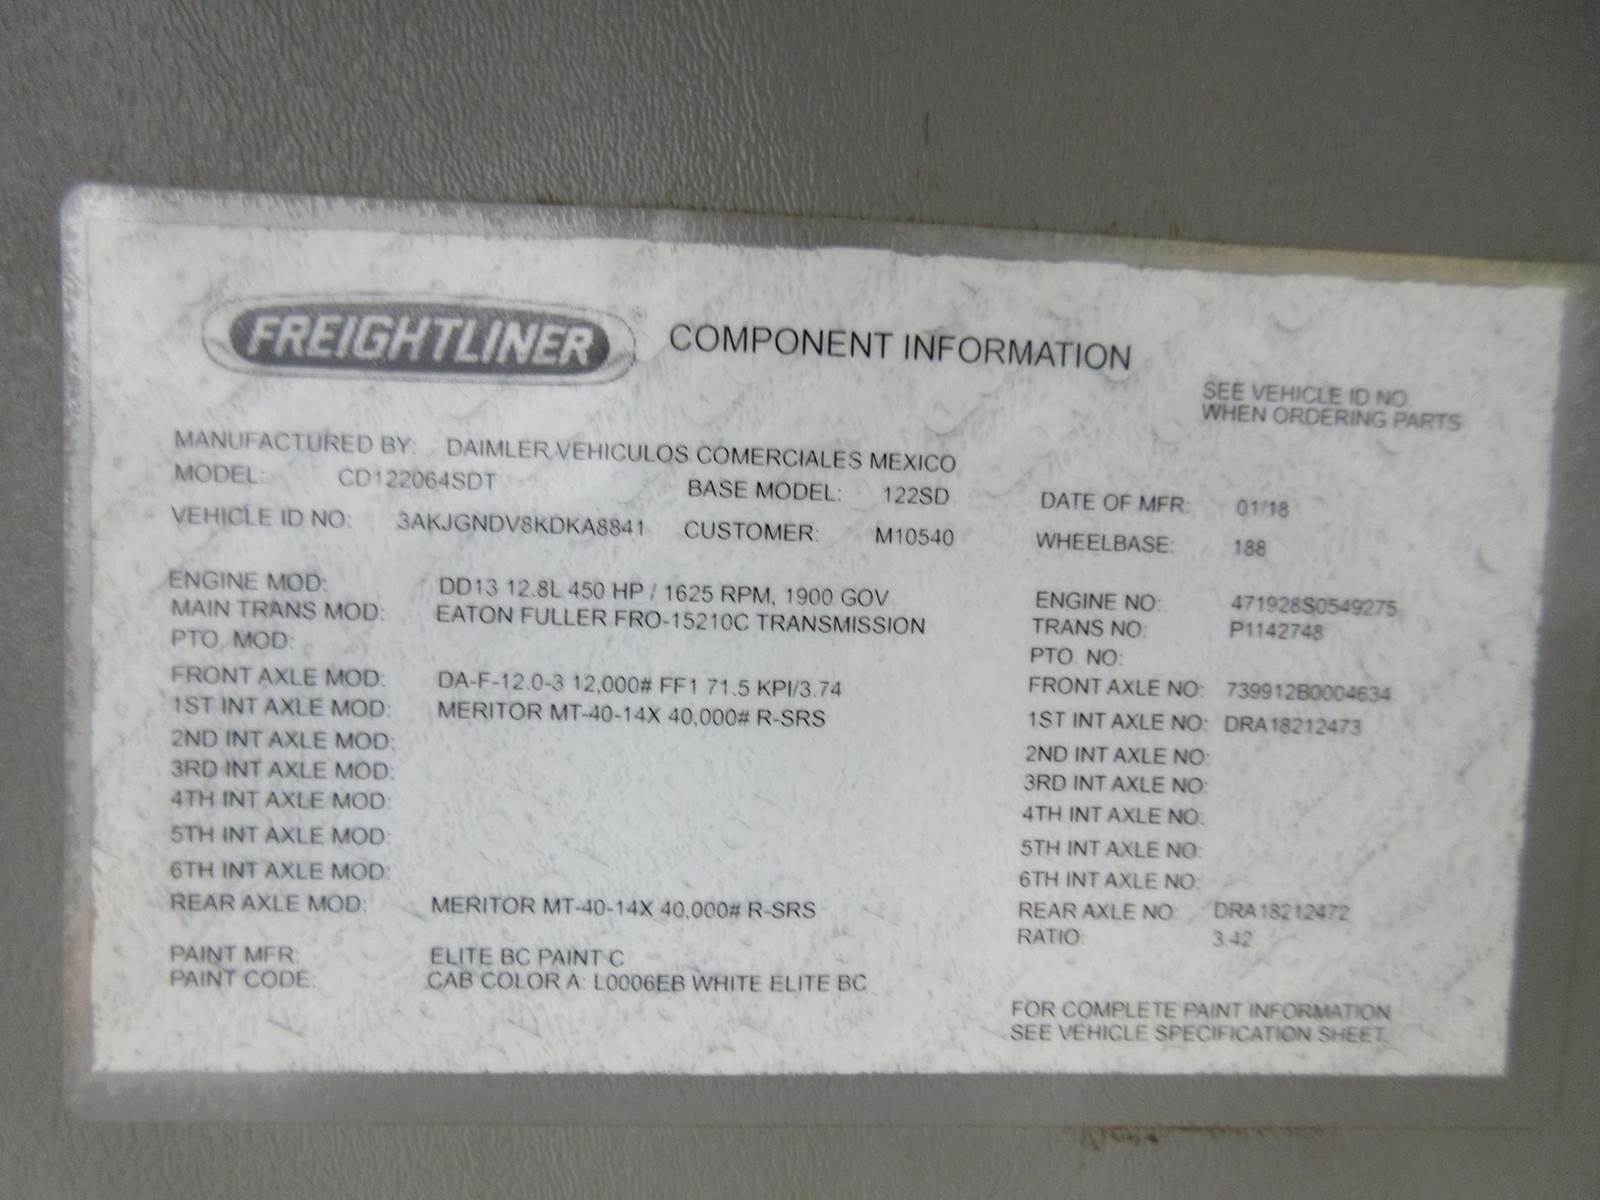 FREIGHTLINER COMPONENT INFORMATION
SEE VEHICLE ID NO.
WHEN ORDERING PARTS
MANUFACTURED BY: DAIMLER VEHICULOS COMERCIALES MEXICO
MODEL: CD122064SDT BASE MODEL: 122SD DATE OF MFR: 01/18
VEHICLE ID NO: 3AKJGNDV8KDKA8841 CUSTOMER: M10540 WHEELBASE: 188
ENGINE MOD: DD13 12.8L 450 HP / 1625 RPM, 1900 GOV ENGINE NO: 471928S0549275
MAIN TRANS MOD: EATON FULLER FRO-15210C TRANSMISSION TRANS NO: P1142748
PTO. MOD: PTO. NO:
FRONT AXLE MOD: DA-F-12.0-3 12,000# FF1 71.5 KPI/3.74 FRONT AXLE NO: 739912B0004634
1ST INT AXLE MOD: MERITOR MT-40-14X 40,000# R-SRS 1ST INT AXLE NO: DRA18212473
2ND INT AXLE MOD: 2ND INT AXLE NO:
3RD INT AXLE MOD: 3RD INT AXLE NO:
4TH INT AXLE MOD: 4TH INT AXLE NO:
5TH INT AXLE MOD: 5TH INT AXLE NO:
6TH INT AXLE MOD: 6TH INT AXLE NO:
REAR AXLE MOD: MERITOR MT-40-14X 40,000# R-SRS REAR AXLE NO: DRA18212472
RATIO: 3.42
PAINT MFR: ELITE BC PAINT C
PAINT CODE: CAB COLOR A: L0006EB WHITE ELITE BC
FOR COMPLETE PAINT INFORMATION
SEE VEHICLE SPECIFICATION SHEET.